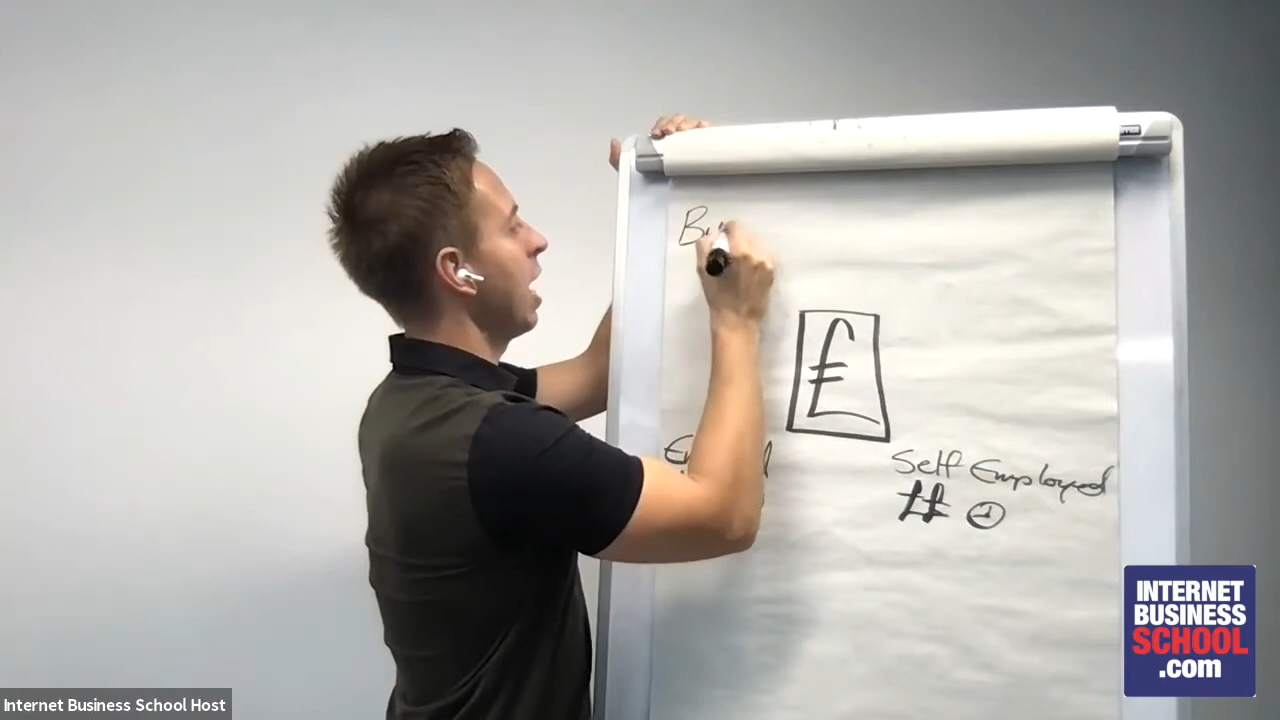 £
Self Employed
££
INTERNET
BUSINESS
SCHOOL
.com
Internet Business School Host